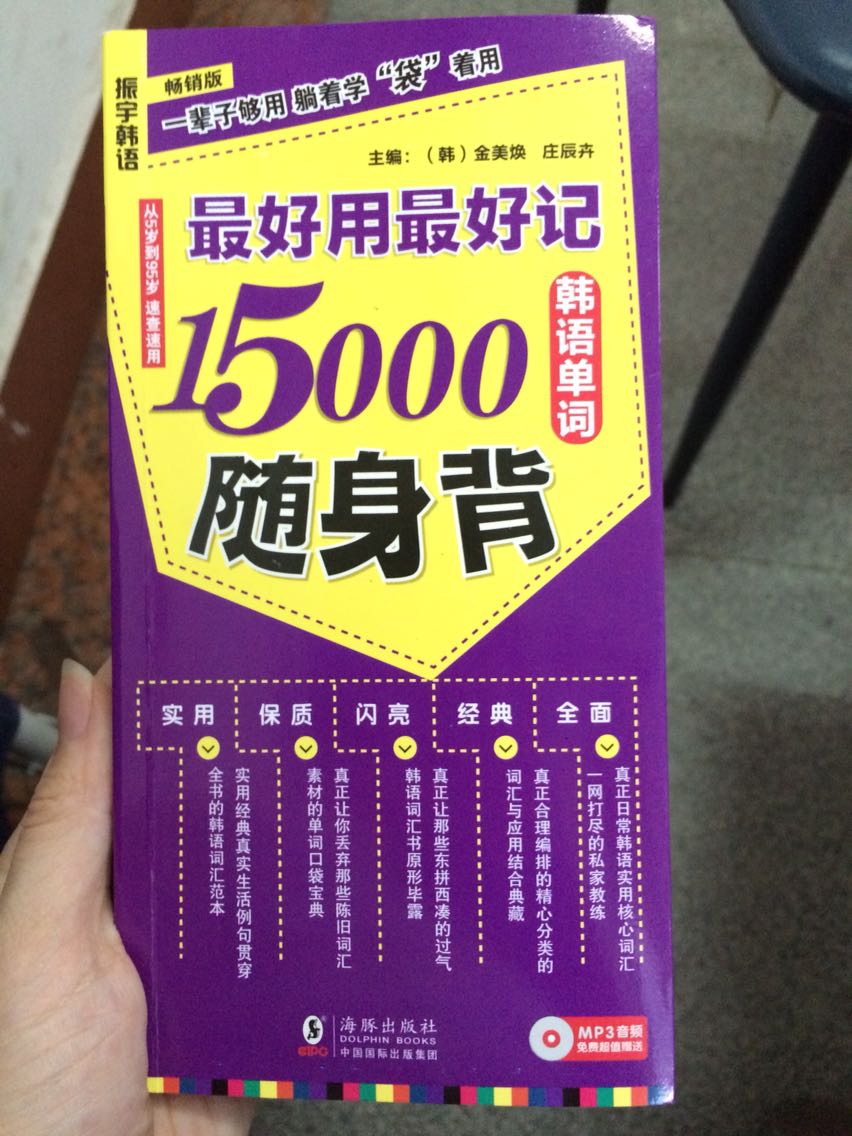 振宇韩语
畅销版
一辈子够用 躺着学“袋”着用
主编：（韩）金美焕 庄辰卉
从5岁到95岁 速查速用
最好用最好记
15000
韩语单词
随身背
实用
保质
闪亮
经典
全面
实用经典真实生活例句贯穿
全书的韩语词汇范本
真正让你丢弃那些陈旧词汇
素材的单词口袋宝典
真正让那些东拼西凑的过气
韩语词汇书原形毕露
真正合理编排的精心分类的
词汇与应用结合典藏
真正日常韩语实用核心词汇
一网打尽的私家教练
CIPG
海豚出版社
DOLPHIN BOOKS
中国国际出版集团
MP3音频
免费超值赠送